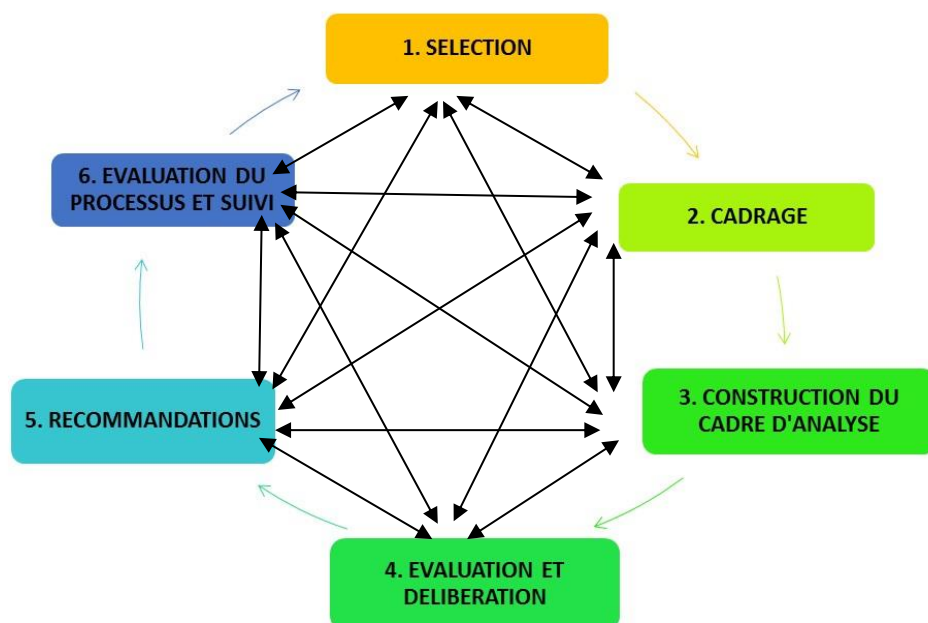 1. SELECTION
2. CADRAGE
3. CONSTRUCTION DU
CADRE D'ANALYSE
4. EVALUATION ET
DELIBERATION
5. RECOMMANDATIONS
6. EVALUATION DU
PROCESSUS ET SUIVI